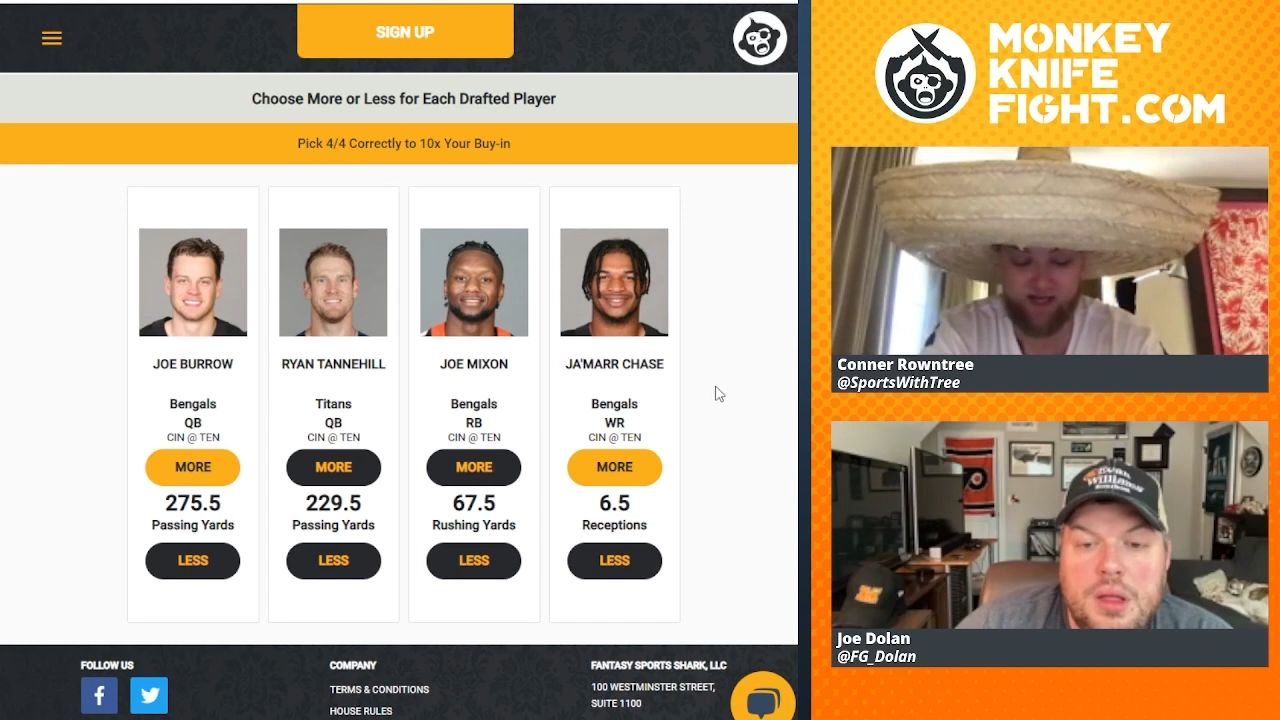 SIGN UP
Choose More or Less for Each Drafted Player
Pick 4/4 Correctly to 10x Your Buy-in
JOE BURROW
Bengals
QB
CIN @ TEN
MORE
275.5
Passing Yards
LESS
RYAN TANNEHILL
Titans
QB
CIN @ TEN
MORE
229.5
Passing Yards
LESS
JOE MIXON
Bengals
RB
CIN @ TEN
MORE
67.5
Rushing Yards
LESS
JA'MARR CHASE
Bengals
WR
CIN @ TEN
MORE
6.5
Receptions
LESS
FOLLOW US
COMPANY
TERMS & CONDITIONS
HOUSE RULES
FANTASY SPORTS SHARK, LLC
100 WESTMINSTER STREET,
SUITE 1100
MONKEY
KNIFE
FIGHT.COM
Conner Rowntree
@SportsWithTree
Evan
Williams
Joe Dolan
@FG_Dolan